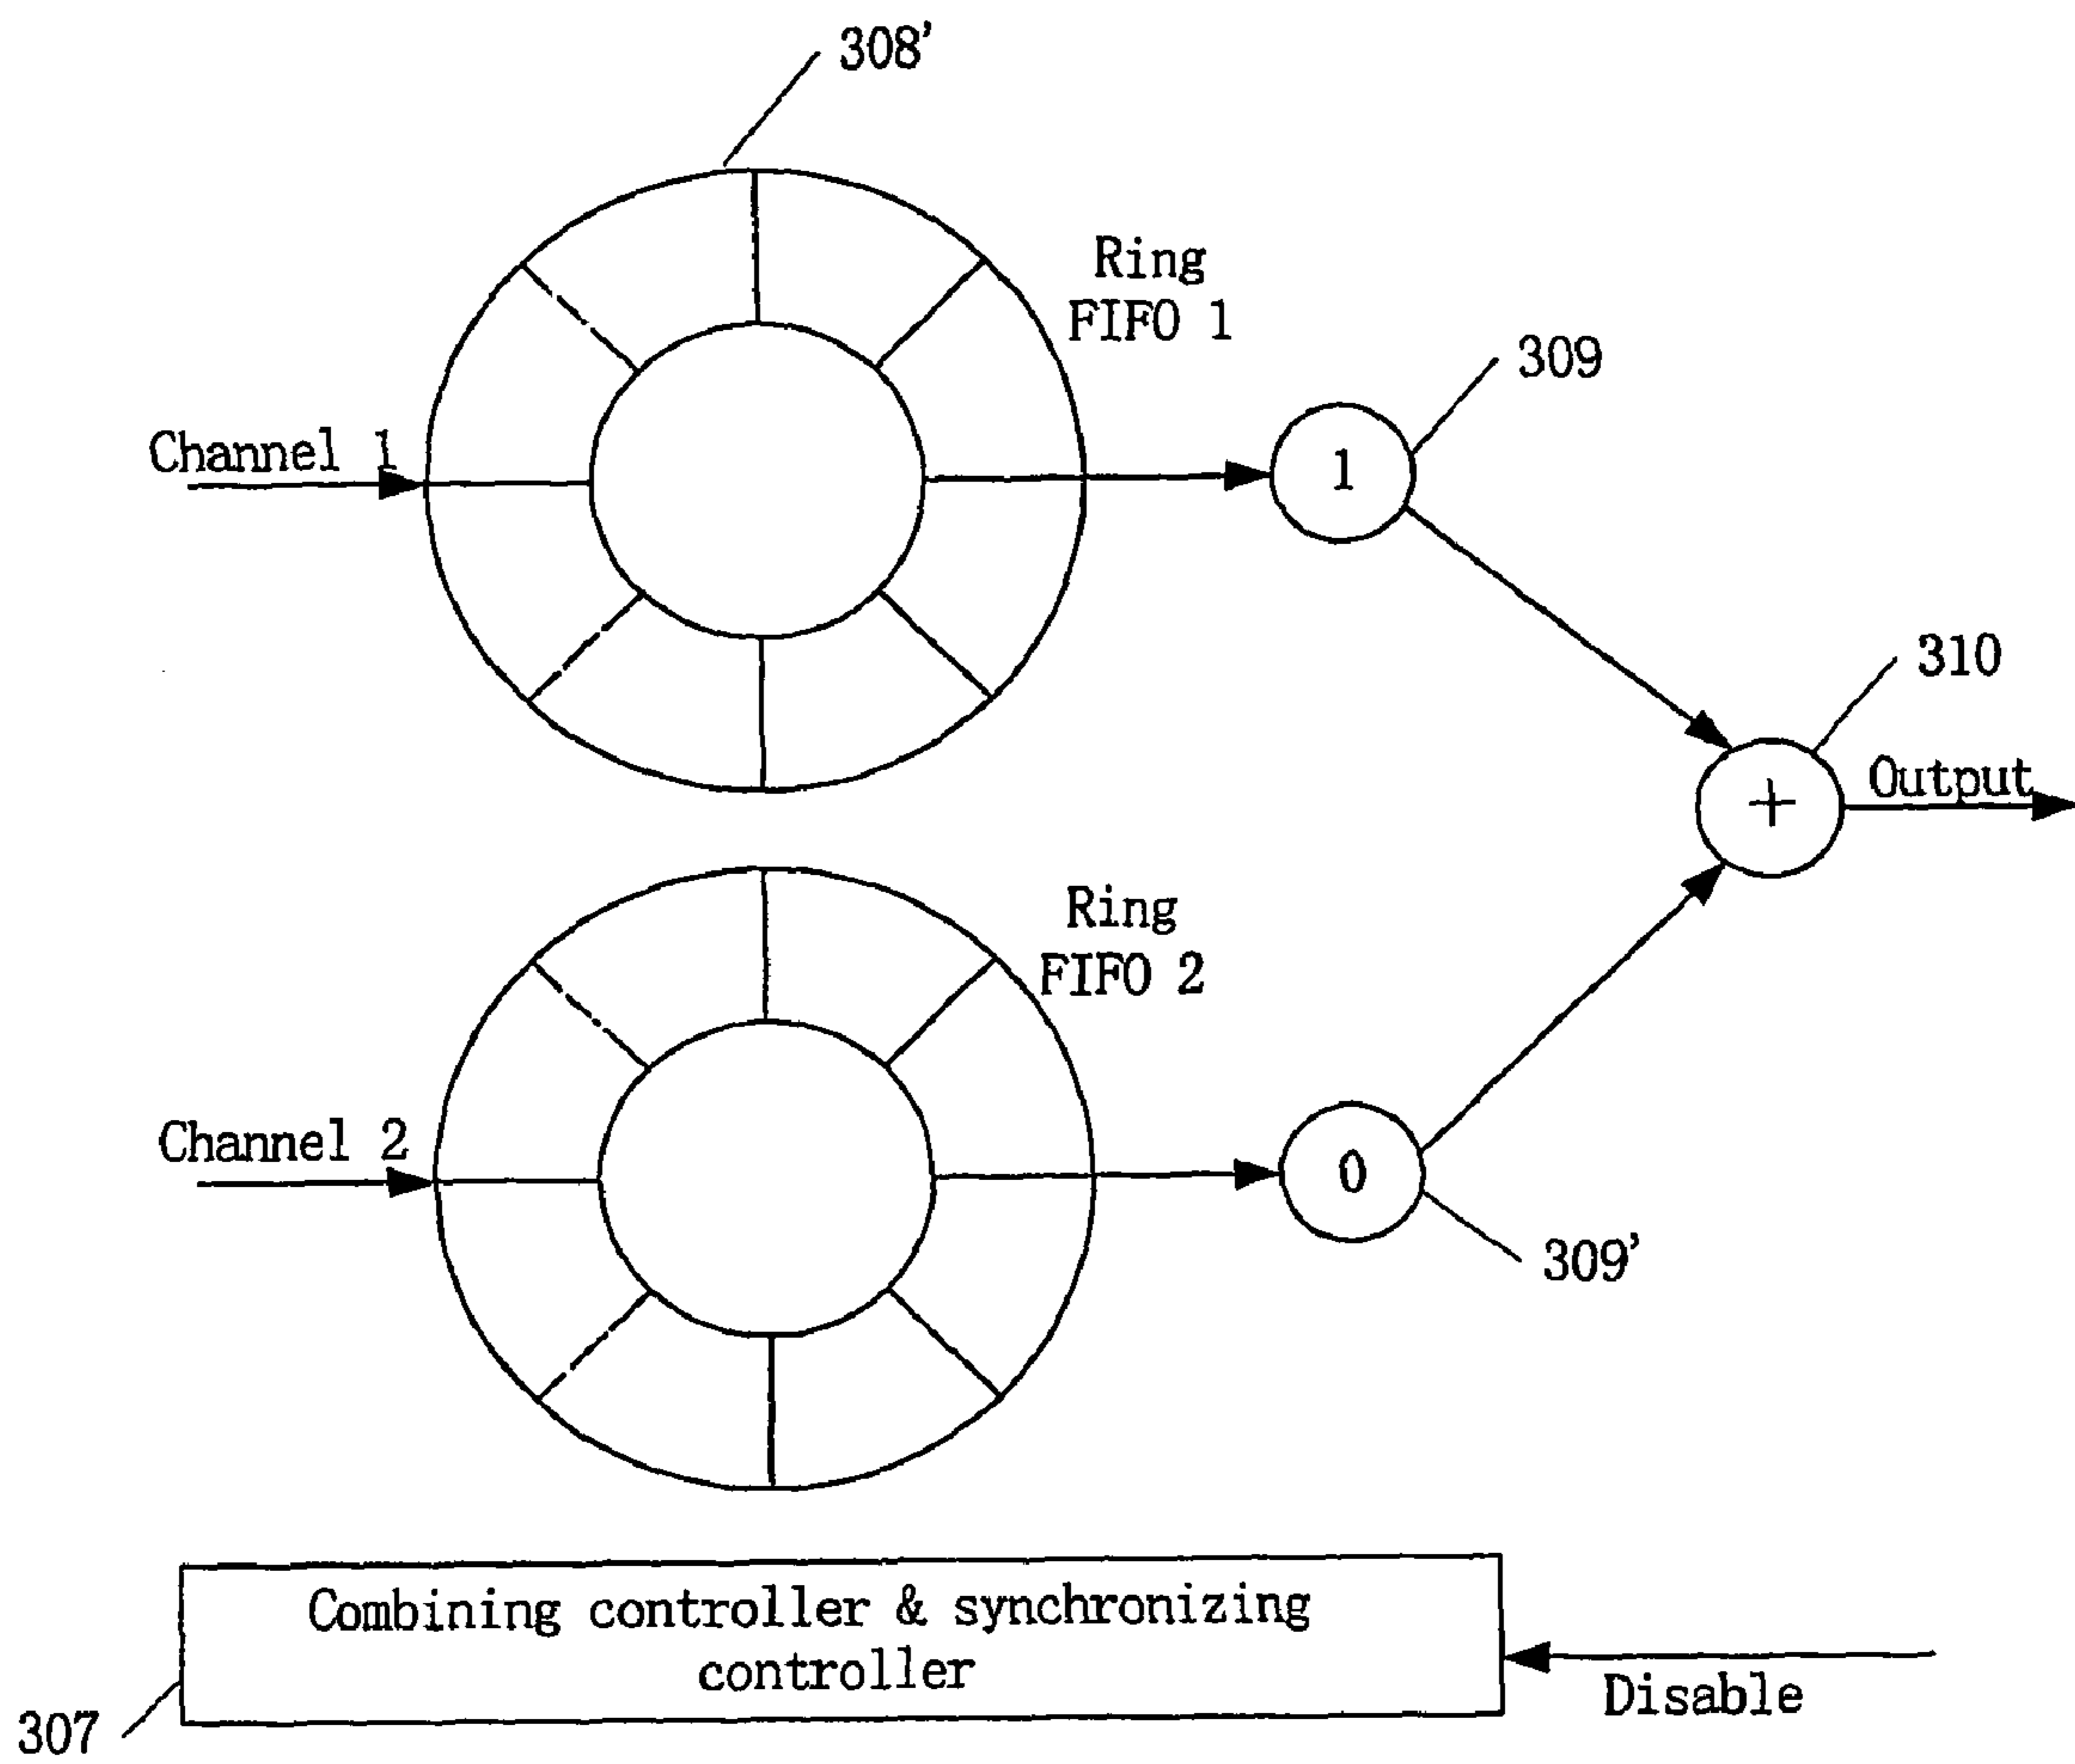 308'
Ring
FIFO 1
309
Channel 1
1
310
+
Output
Ring
FIFO 2
Channel 2
0
309'
Combining controller & synchronizing
controller
Disable
307